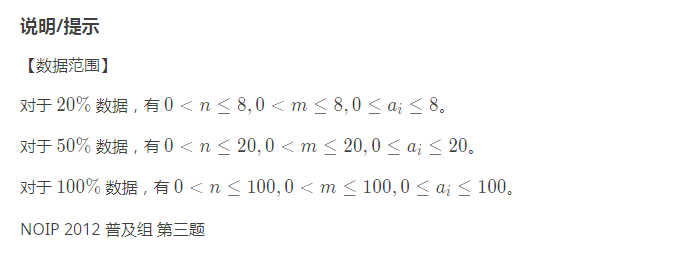 说明/提示
【数据范围】
对于 20% 数据，有 0 < n ≤ 8, 0 < m ≤ 8, 0 ≤ a_i ≤ 8。
对于 50% 数据，有 0 < n ≤ 20, 0 < m ≤ 20, 0 ≤ a_i ≤ 20。
对于 100% 数据，有 0 < n ≤ 100, 0 < m ≤ 100, 0 ≤ a_i ≤ 100。
NOIP 2012 普及组 第三题